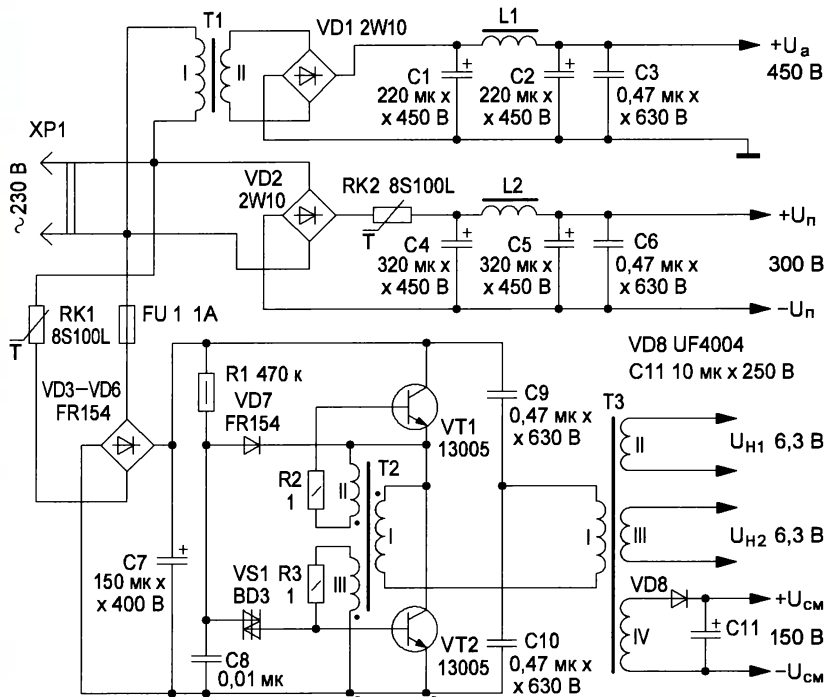 T1
VD1 2W10
L1
+Uа
450 В
I
II
C1
220 мк х
х 450 В
C2
220 мк х
х 450 В
C3
0,47 мк х
х 630 В
XP1
~230 В
VD2
2W10
RK2 8S100L
T
L2
+Uп
300 В
−Uп
C4
320 мк х
х 450 В
C5
320 мк х
х 450 В
C6
0,47 мк х
х 630 В
RK1
8S100L
T
FU1 1A
VD3−VD6
FR154
R1 470 к
VD7
FR154
VT1
13005
C9
0,47 мк х
х 630 В
VD8 UF4004
C11 10 мк х 250 В
T3
II
Uн1 6,3 В
R2
1
II
T2
I
I
III
Uн2 6,3 В
C7
150 мк х
х 400 В
VS1
BD3
R3
1
III
VD8
+Uсм
150 В
−Uсм
IV
C11
C8
0,01 мк
VT2
13005
C10
0,47 мк х
х 630 В